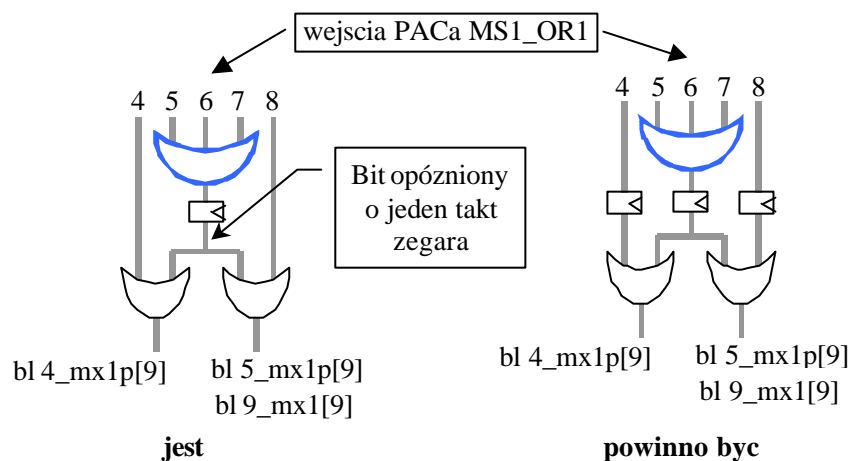 wejscia PACa MS1_OR1
4 5 6 7 8
4 5 6 7 8
Bit opózniony
o jeden takt
zegara
bl 4_mx1p[9]
bl 5_mx1p[9]
bl 9_mx1[9]
bl 4_mx1p[9]
bl 5_mx1p[9]
bl 9_mx1[9]
jest
powinno byc